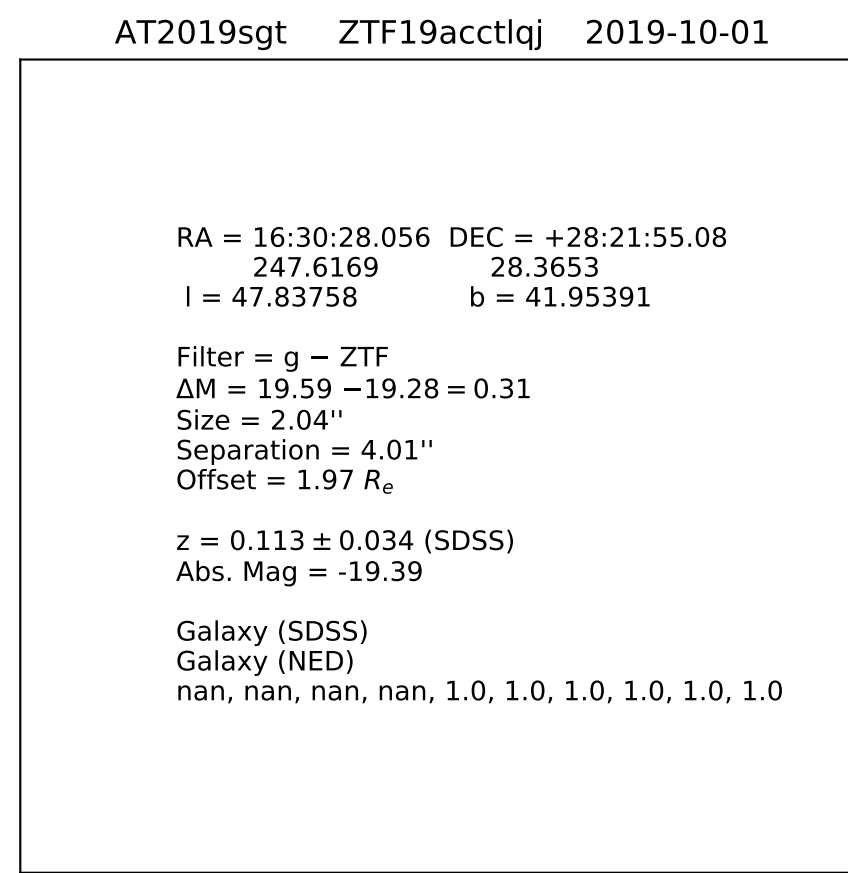 AT2019sgt ZTF19acctlqj 2019-10-01
RA = 16:30:28.056 DEC = +28:21:55.08
247.6169 28.3653
l = 47.83758 b = 41.95391
Filter = g − ZTF
ΔM = 19.59 −19.28 = 0.31
Size = 2.04''
Separation = 4.01''
Offset = 1.97 Rₑ
z = 0.113 ± 0.034 (SDSS)
Abs. Mag = -19.39
Galaxy (SDSS)
Galaxy (NED)
nan, nan, nan, nan, 1.0, 1.0, 1.0, 1.0, 1.0, 1.0